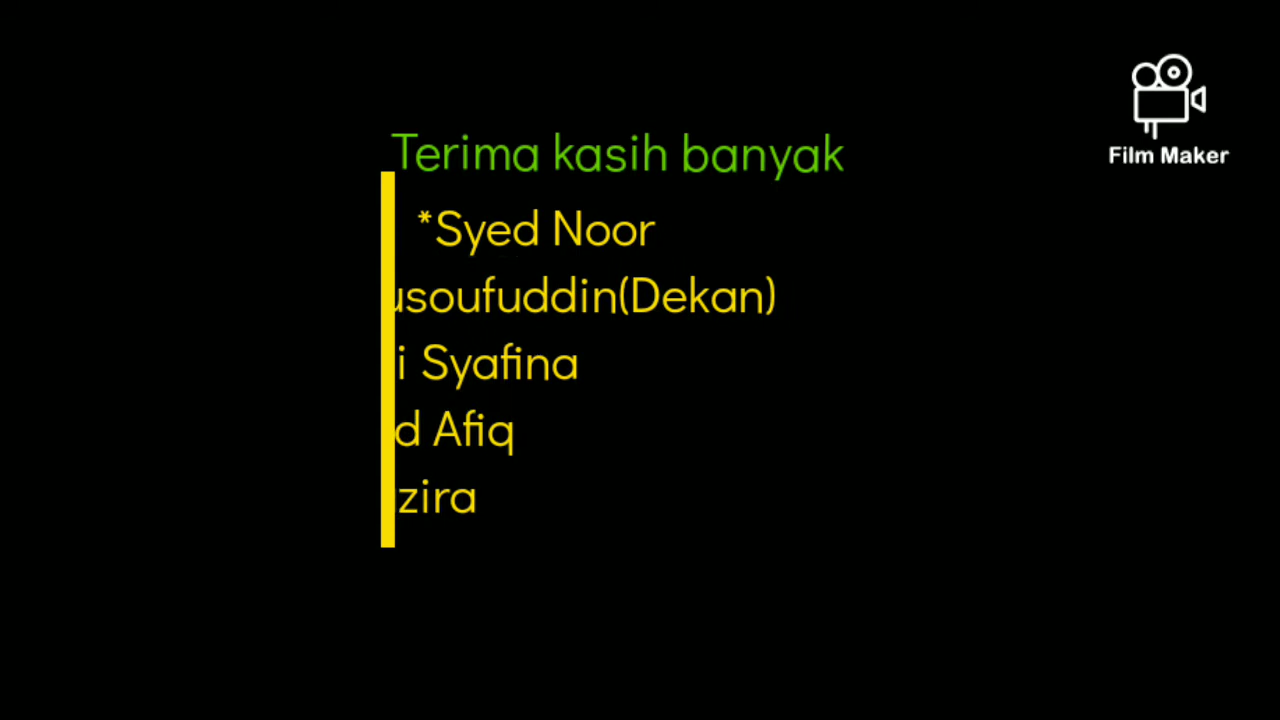 Terima kasih banyak
*Syed Noor
usoufuddin(Dekan)
i Syafina
d Afiq
zira
Film Maker